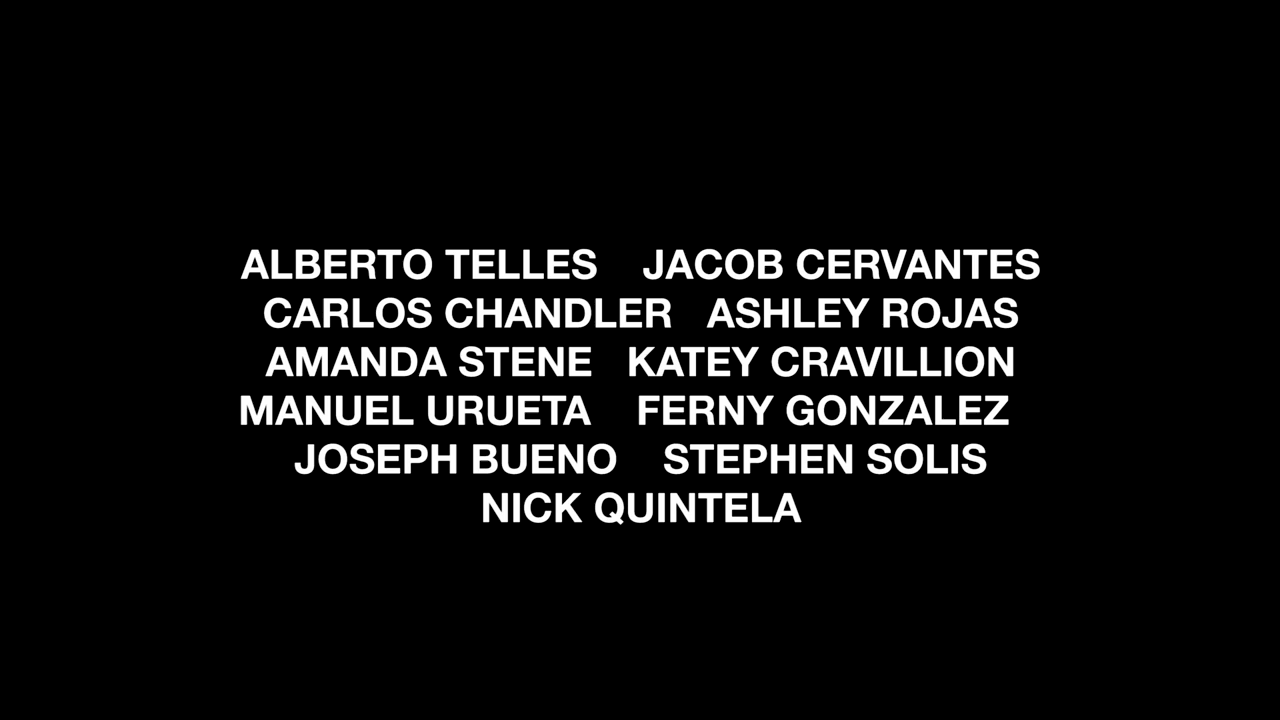 ALBERTO TELLES JACOB CERVANTES
CARLOS CHANDLER ASHLEY ROJAS
AMANDA STENE KATEY CRAVILLION
MANUEL URUETA FERNY GONZALEZ
JOSEPH BUENO STEPHEN SOLIS
NICK QUINTELA